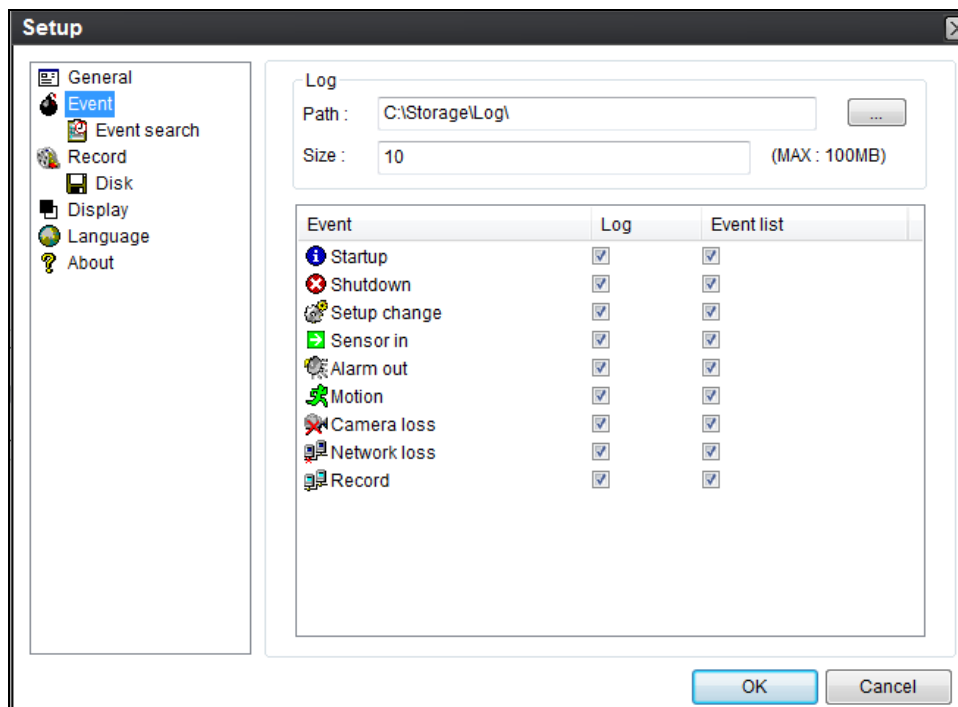 Setup
General
Event
Event search
Record
Disk
Display
Language
About
Log
Path : C:\Storage\Log\ ...
Size : 10 (MAX : 100MB)
Event Log Event list
Startup
Shutdown
Setup change
Sensor in
Alarm out
Motion
Camera loss
Network loss
Record
OK Cancel